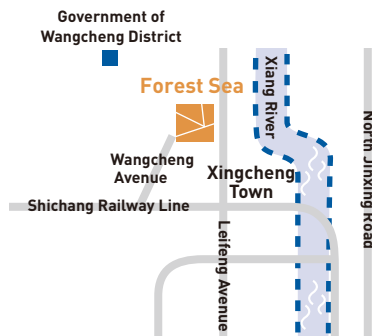 Government of
Wangcheng District
Forest Sea
Xiang River
North Jinxing Road
Wangcheng
Avenue
Xingcheng
Town
Shichang Railway Line
Leifeng Avenue